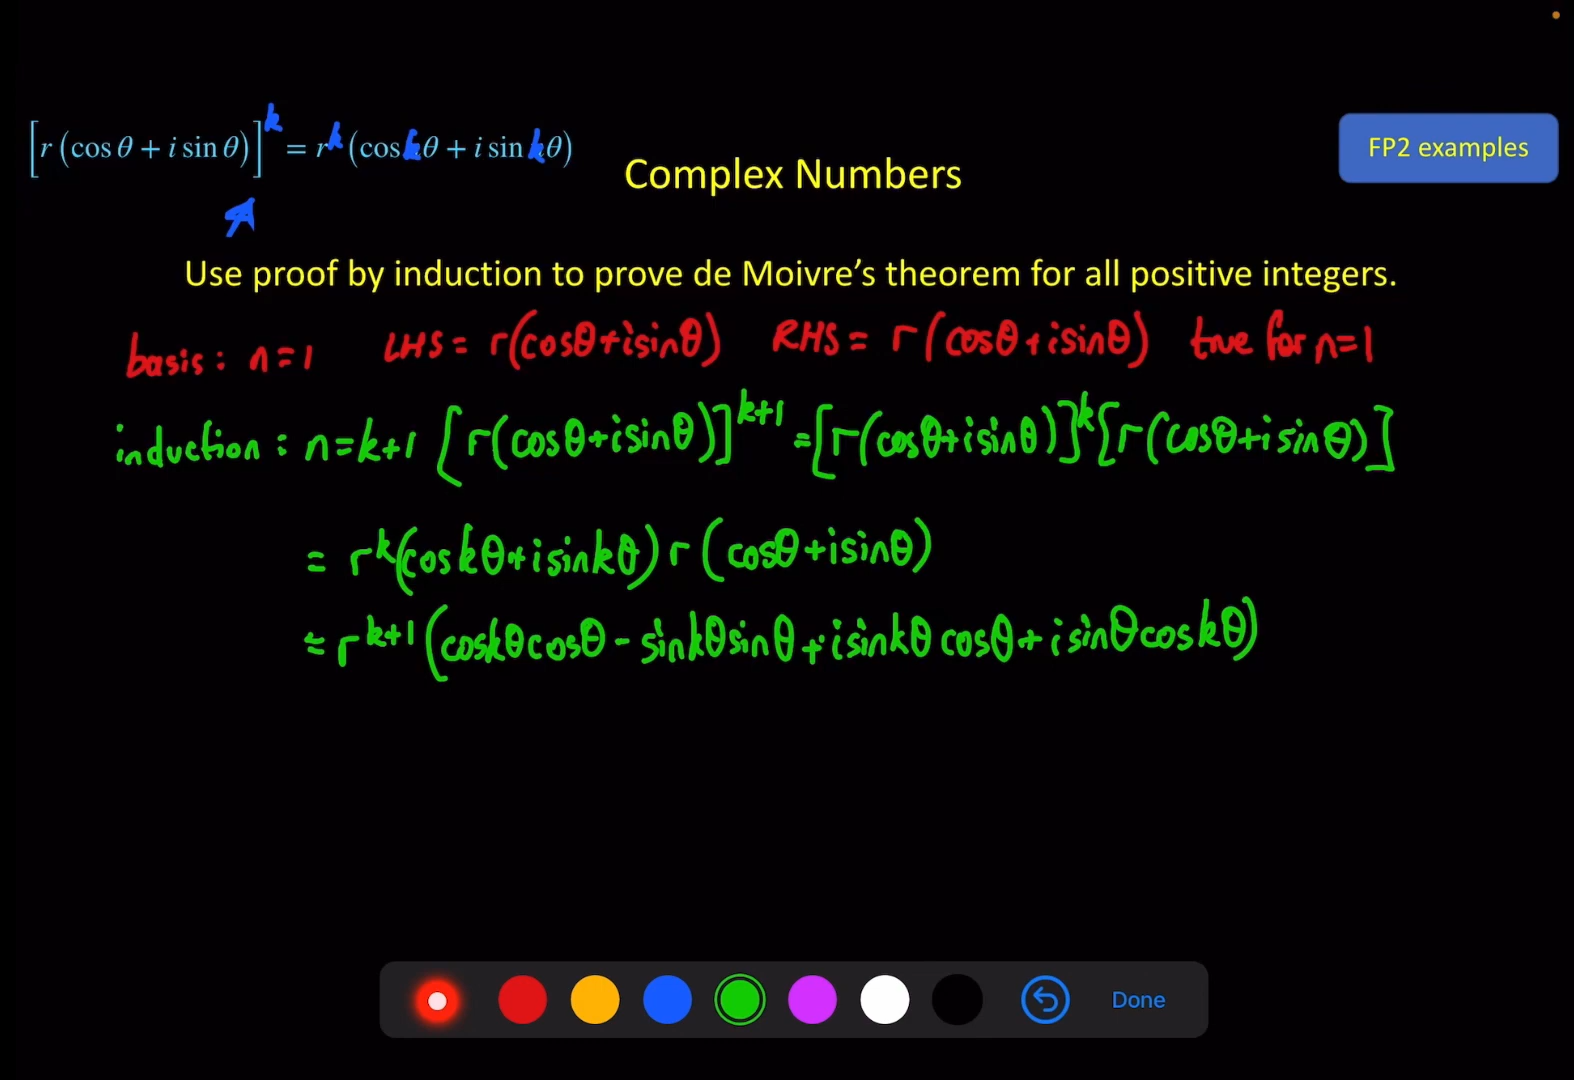 [r (cos θ + i sin θ)]^k = r^k (cos kθ + i sin kθ)
FP2 examples
Complex Numbers
Use proof by induction to prove de Moivre's theorem for all positive integers.
basis : n=1 LHS = r(cosθ+isinθ) RHS = r(cosθ+isinθ) true for n=1
induction : n=k+1 [r(cosθ+isinθ)]^k+1 =[r(cosθ+isinθ)]^k[r(cosθ+isinθ)]
= r^k(coskθ+isinkθ) r (cosθ+isinθ)
= r^k+1 (coskθcosθ - sinkθsinθ + isinkθ cosθ + isinθcoskθ)
Done